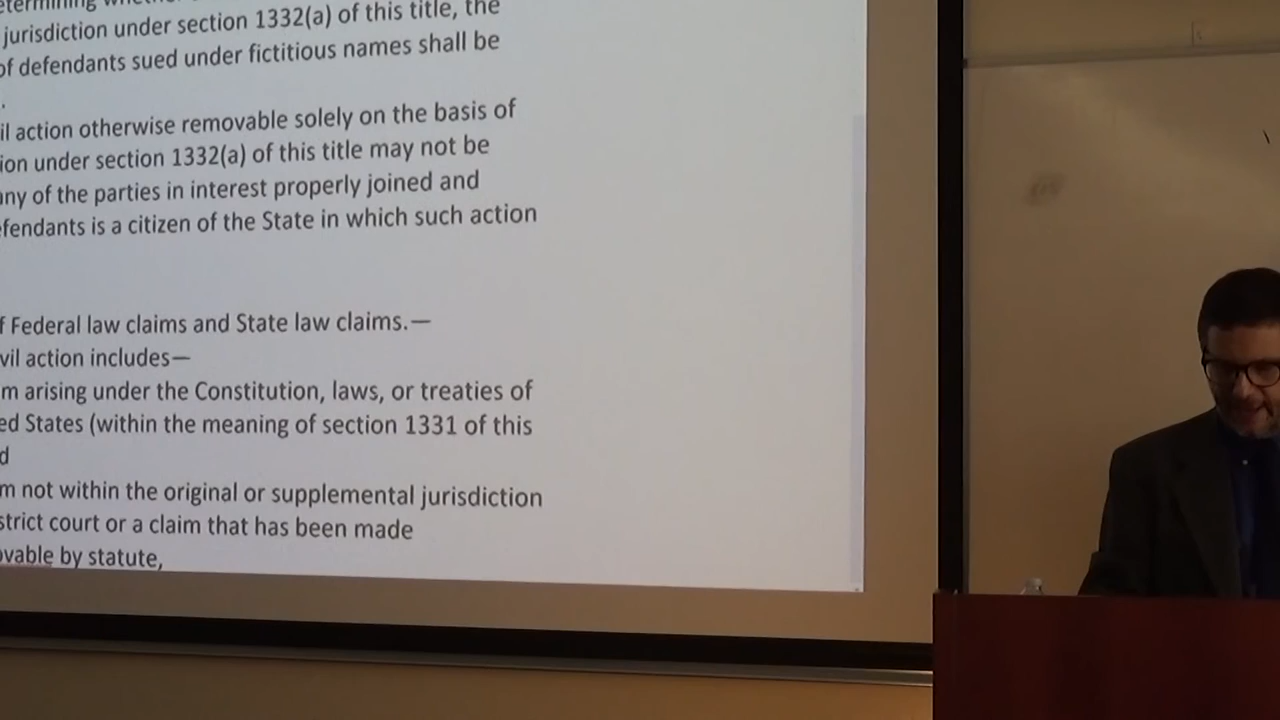 jurisdiction under section 1332(a) of this title, the
of defendants sued under fictitious names shall be
.
il action otherwise removable solely on the basis of
ion under section 1332(a) of this title may not be
any of the parties in interest properly joined and
efendants is a citizen of the State in which such action
f Federal law claims and State law claims.—
vil action includes—
m arising under the Constitution, laws, or treaties of
ed States (within the meaning of section 1331 of this
d
m not within the original or supplemental jurisdiction
strict court or a claim that has been made
ovable by statute,